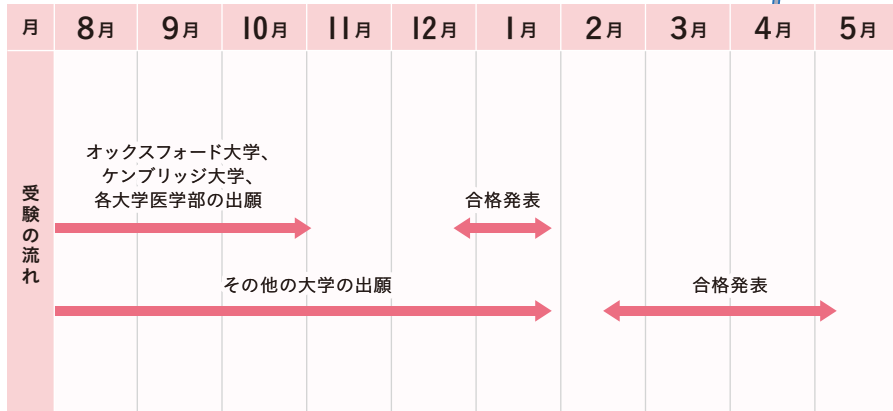 月 8月 9月 10月 11月 12月 1月 2月 3月 4月 5月
受験の流れ
オックスフォード大学、
ケンブリッジ大学、
各大学医学部の出願
合格発表
その他の大学の出願
合格発表